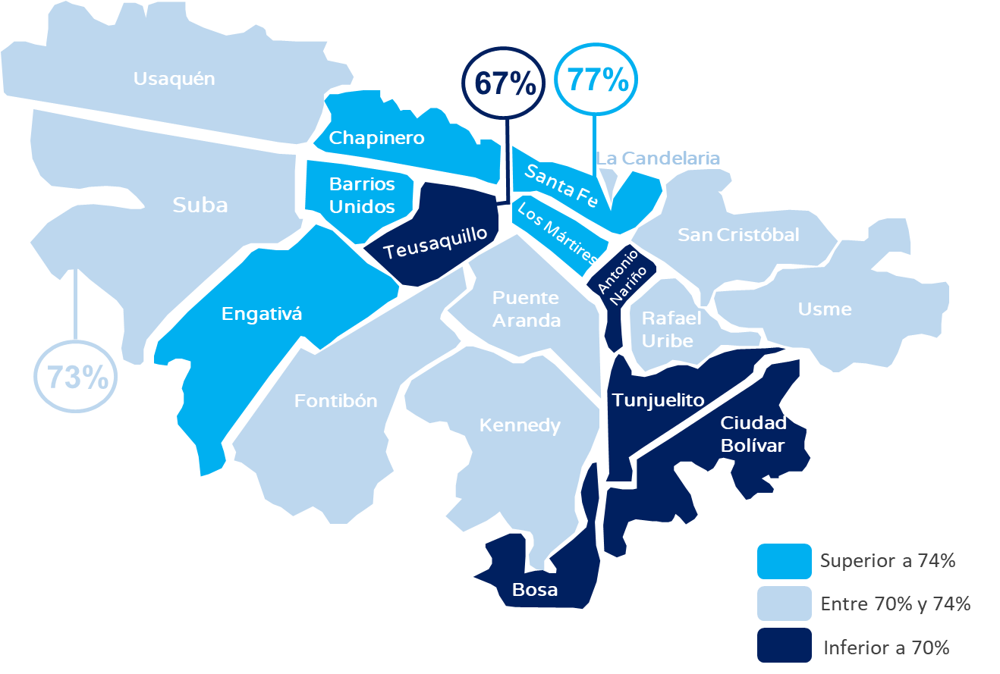 Usaquén
67%
77%
Chapinero
La Candelaria
Santa Fe
Barrios
Unidos
Suba
Teusaquillo
Los Mártires
San Cristóbal
Antonio
Nariño
Engativá
Puente
Aranda
Rafael
Uribe
Usme
73%
Fontibón
Kennedy
Tunjuelito
Ciudad
Bolívar
Bosa
Superior a 74%
Entre 70% y 74%
Inferior a 70%